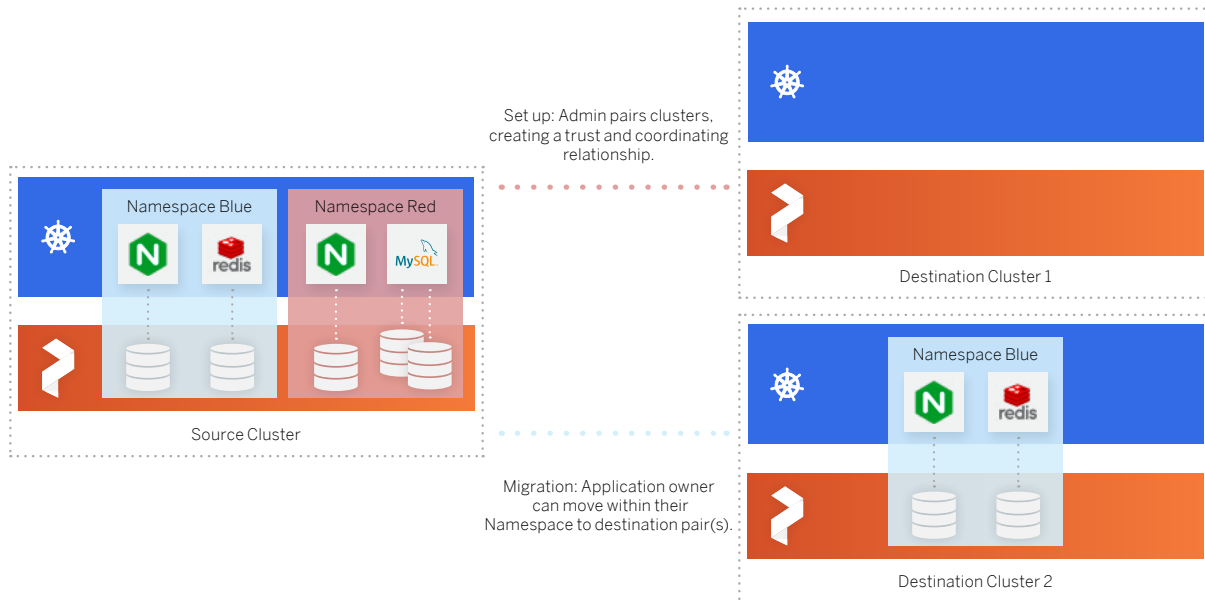 Set up: Admin pairs clusters,
creating a trust and coordinating
relationship.
Namespace Blue
Namespace Red
redis
MySQL
Source Cluster
Destination Cluster 1
Migration: Application owner
can move within their
Namespace to destination pair(s).
Namespace Blue
redis
Destination Cluster 2